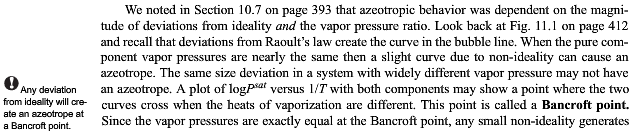 We noted in Section 10.7 on page 393 that azeotropic behavior was dependent on the magni-
tude of deviations from ideality and the vapor pressure ratio. Look back at Fig. 11.1 on page 412
and recall that deviations from Raoult's law create the curve in the bubble line. When the pure com-
ponent vapor pressures are nearly the same then a slight curve due to non-ideality can cause an
azeotrope. The same size deviation in a system with widely different vapor pressure may not have
an azeotrope. A plot of logPsat versus 1/T with both components may show a point where the two
curves cross when the heats of vaporization are different. This point is called a Bancroft point.
Since the vapor pressures are exactly equal at the Bancroft point, any small non-ideality generates
Any deviation
from ideality will cre-
ate an azeotrope at
a Bancroft point.